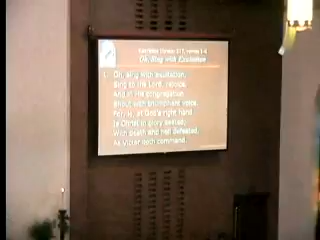 Oh, Sing with Exultation
1. Oh, sing with exultation,
Sing to the Lord, rejoice,
And in His congregation
Shout with triumphant voice.
For, lo, at God's right hand
Is Christ in glory seated;
With Death and hell defeated,
As Victor doth command.